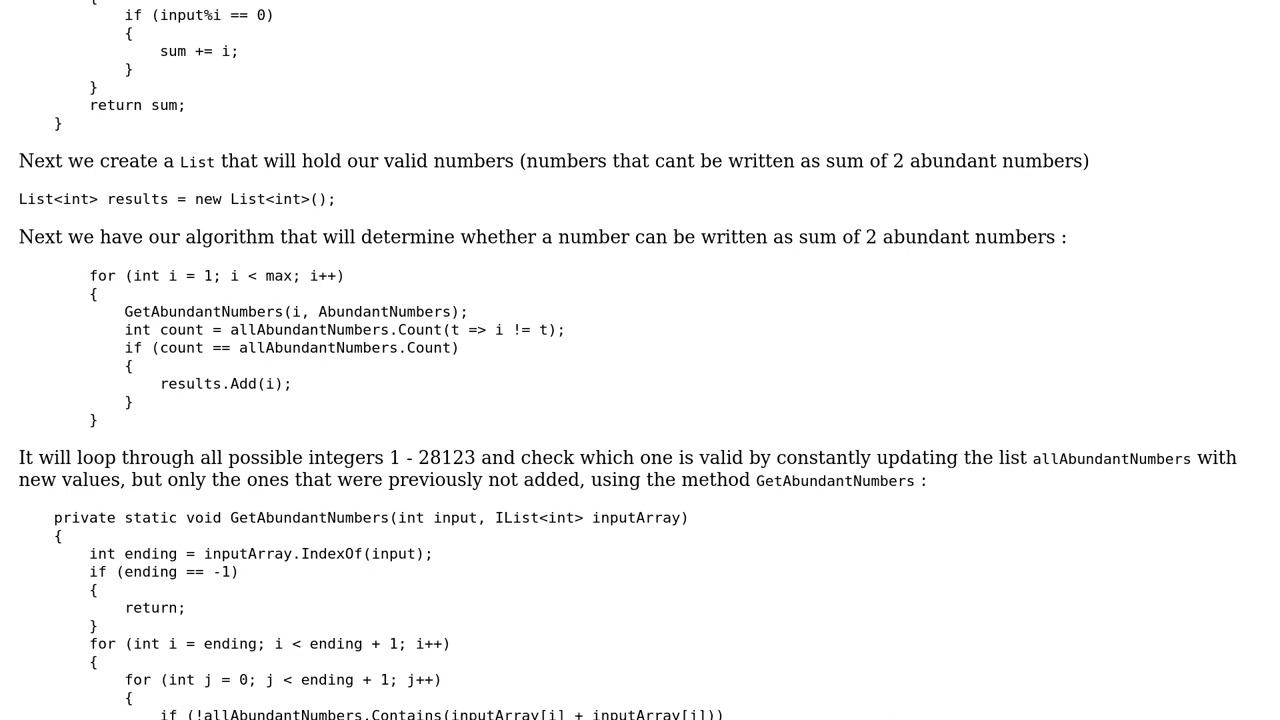 {
if (input%i == 0)
{
sum += i;
}
}
return sum;
}
Next we create a List that will hold our valid numbers (numbers that cant be written as sum of 2 abundant numbers)
List<int> results = new List<int>();
Next we have our algorithm that will determine whether a number can be written as sum of 2 abundant numbers :
for (int i = 1; i < max; i++)
{
GetAbundantNumbers(i, AbundantNumbers);
int count = allAbundantNumbers.Count(t => i != t);
if (count == allAbundantNumbers.Count)
{
results.Add(i);
}
}
It will loop through all possible integers 1 - 28123 and check which one is valid by constantly updating the list allAbundantNumbers with
new values, but only the ones that were previously not added, using the method GetAbundantNumbers :
private static void GetAbundantNumbers(int input, IList<int> inputArray)
{
int ending = inputArray.IndexOf(input);
if (ending == -1)
{
return;
}
for (int i = ending; i < ending + 1; i++)
{
for (int j = 0; j < ending + 1; j++)
{
if (!allAbundantNumbers.Contains(inputArray[i] + inputArray[j]))